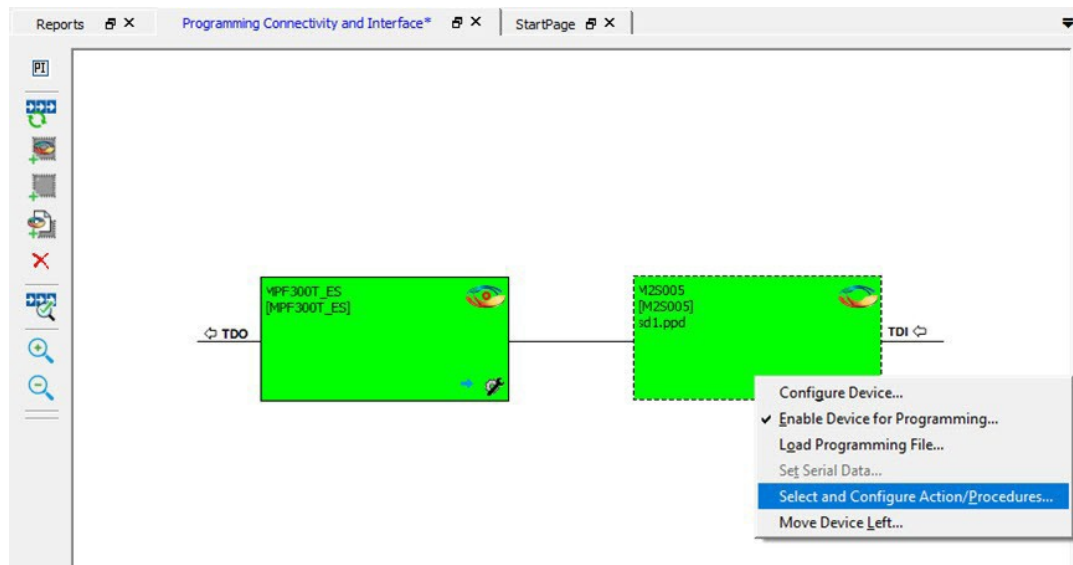 Reports
Programming Connectivity and Interface*
StartPage
PI
MPF300T_ES
[MPF300T_ES]
TDO
M2S005
[M2S005]
sd1.ppd
TDI
Configure Device...
Enable Device for Programming...
Load Programming File...
Set Serial Data...
Select and Configure Action/Procedures...
Move Device Left...